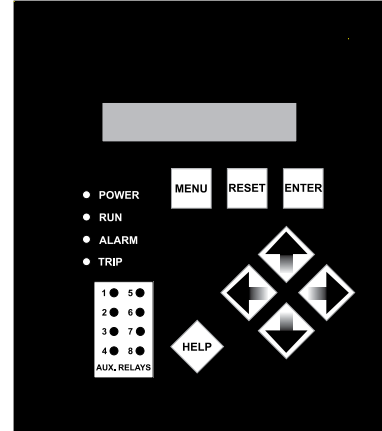 MENU RESET ENTER
POWER
RUN
ALARM
TRIP
1 5
2 6
3 7
4 8
AUX. RELAYS
HELP